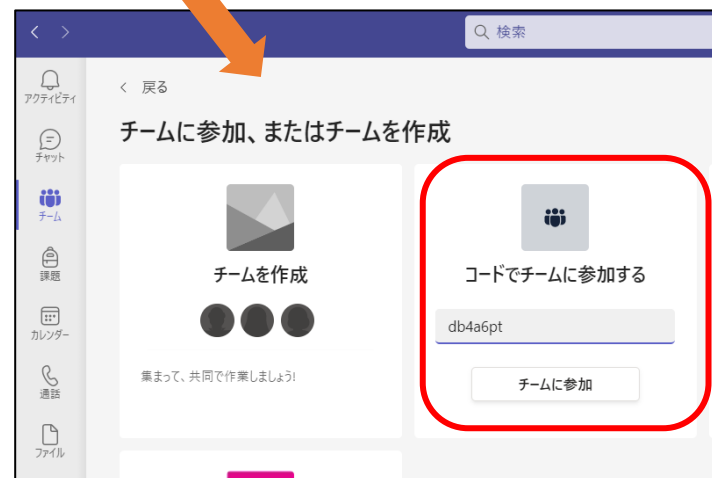 検索
アクティビティ
チャット
チーム
課題
カレンダー
通話
ファイル
< 戻る
チームに参加、またはチームを作成
チームを作成
集まって、共同で作業しましょう!
コードでチームに参加する
db4a6pt
チームに参加